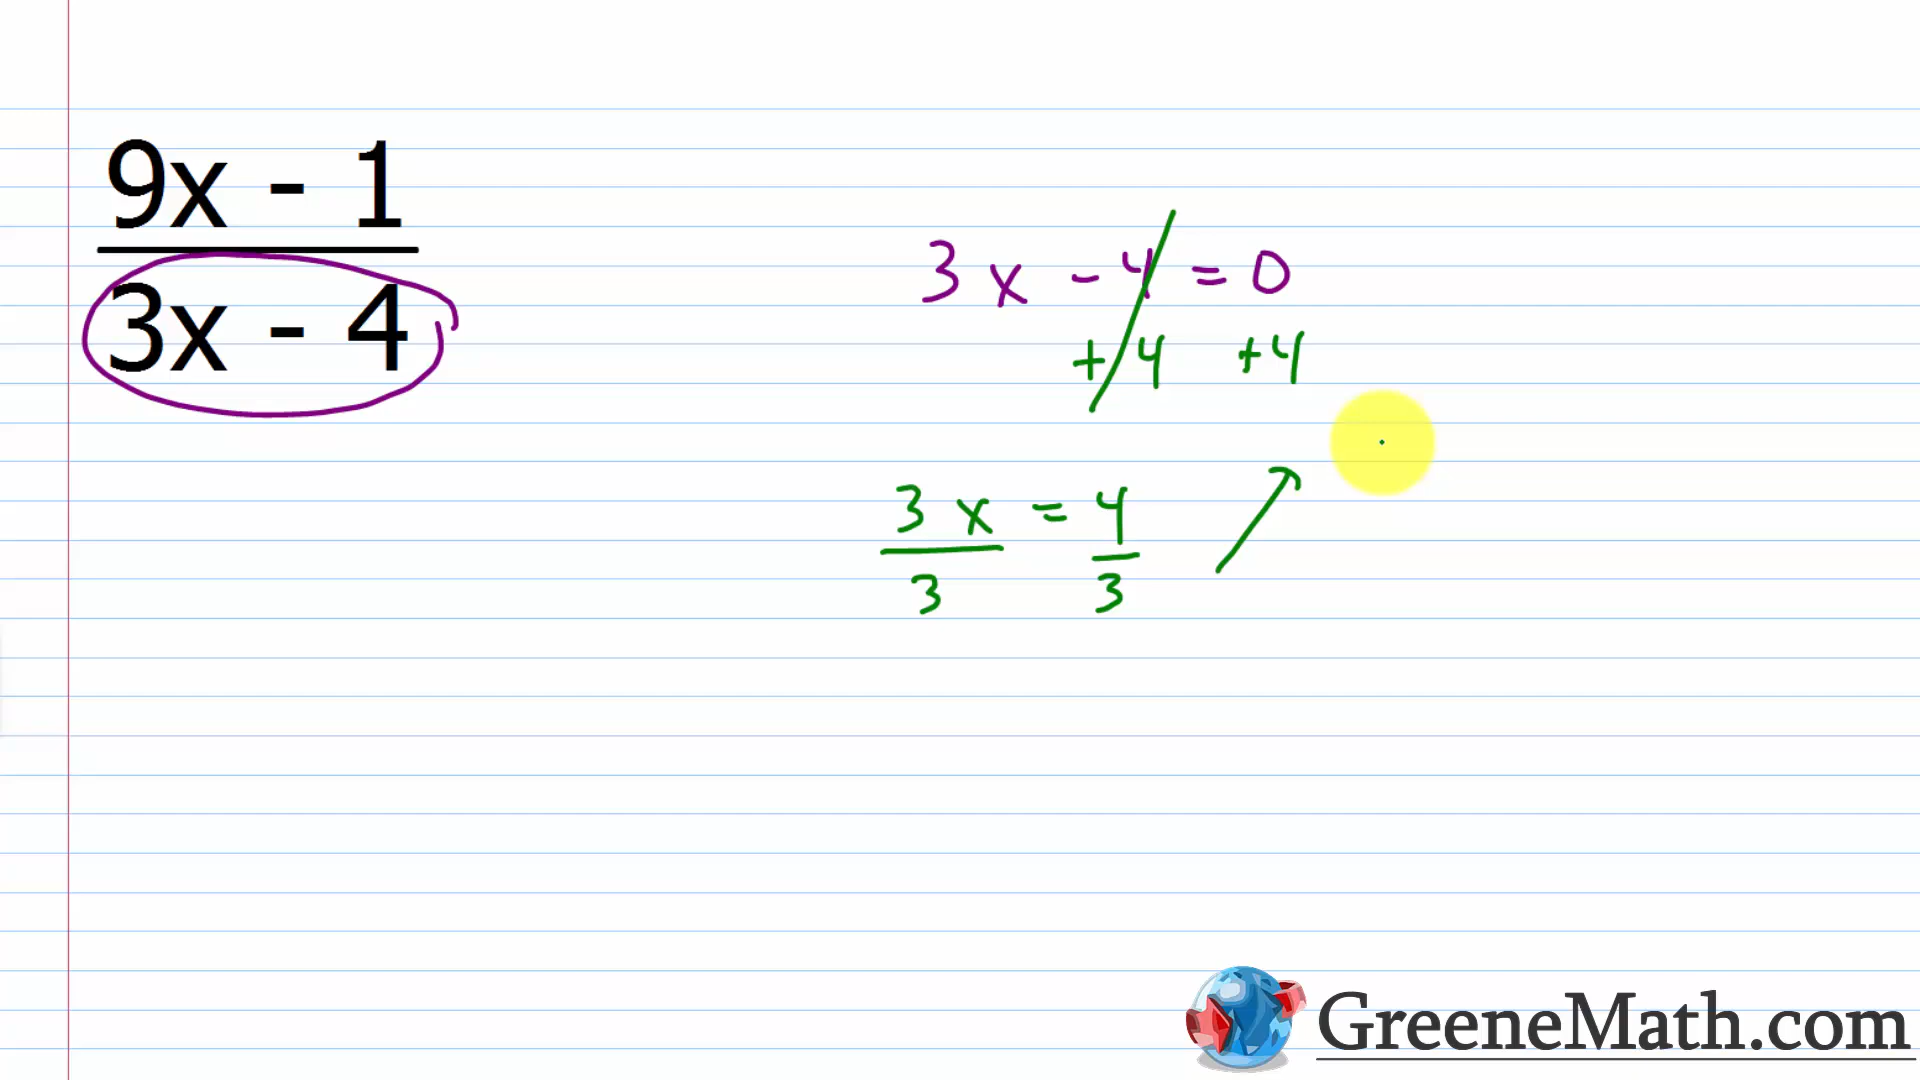 9x - 1
3x - 4
3x - 4 = 0
+ 4 +4
3x = 4
3 3
GreeneMath.com